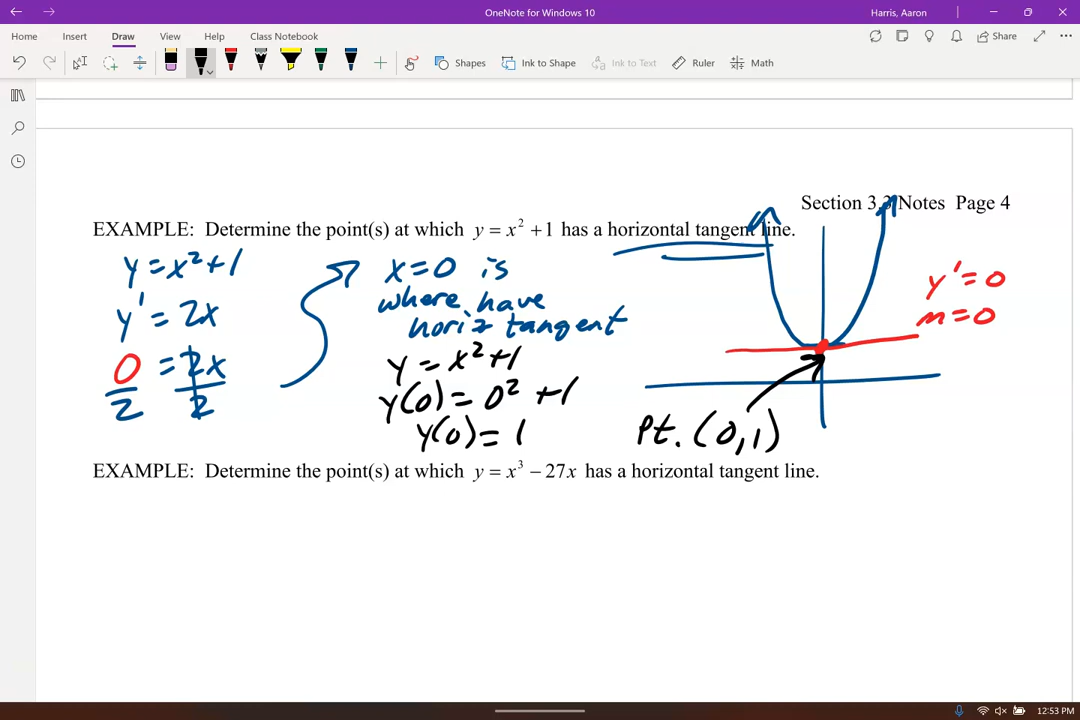 OneNote for Windows 10
Harris, Aaron
Home Insert Draw View Help Class Notebook
Share
Shapes Ink to Shape Ink to Text Ruler Math
Section 3.3 Notes Page 4
EXAMPLE: Determine the point(s) at which y = x² + 1 has a horizontal tangent line.
y = x² + 1
y' = 2x
0 = 2x
2 2
x = 0 is
where have
horiz tangent
y = x² + 1
y(0) = 0² + 1
y(0) = 1
y' = 0
m = 0
Pt. (0,1)
EXAMPLE: Determine the point(s) at which y = x³ − 27x has a horizontal tangent line.
12:53 PM